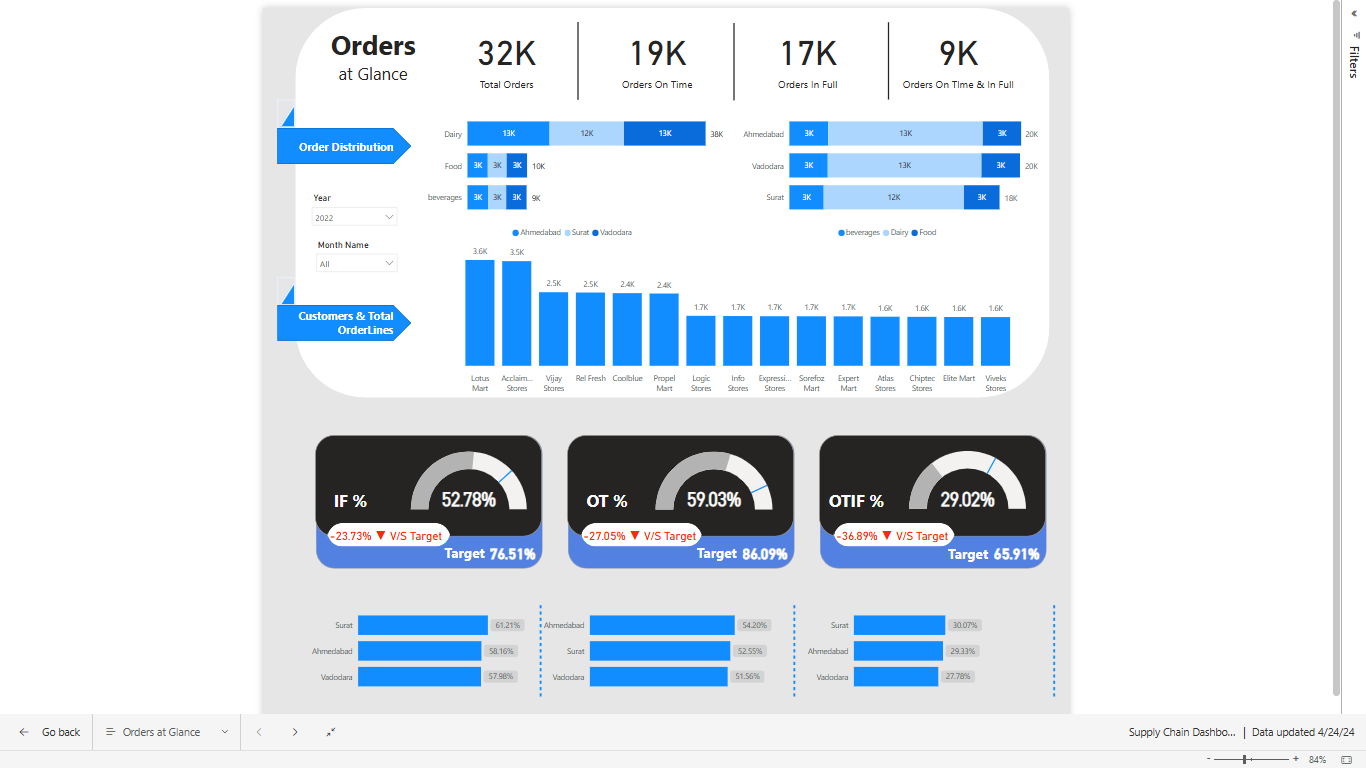 Orders
at Glance
32K
Total Orders
19K
Orders On Time
17K
Orders In Full
9K
Orders On TIme & In Full
Order Distribution
Year
2022
Month Name
All
Customers & Total
OrderLines
Dairy 13K 12K 13K 38K
Food 3K 3K 3K 10K
beverages 3K 3K 3K 9K
Ahmedabad Surat Vadodara
Ahmedabad 3K 13K 3K 20K
Vadodara 3K 13K 3K 20K
Surat 3K 12K 3K 18K
beverages Dairy Food
3.6K 3.5K 2.5K 2.5K 2.4K 2.4K 1.7K 1.7K 1.7K 1.7K 1.7K 1.6K 1.6K 1.6K 1.6K
Lotus Acclaim... Vijay Rel Fresh Coolblue Propel Logic Info Expressi... Sorefoz Expert Atlas Chiptec Elite Mart Viveks
Mart Stores Stores Mart Stores Stores Stores Mart Mart Stores Stores Stores
IF %
52.78%
-23.73% ▼ V/S Target
Target 76.51%
OT %
59.03%
-27.05% ▼ V/S Target
Target 86.09%
OTIF %
29.02%
-36.89% ▼ V/S Target
Target 65.91%
Surat 61.21%
Ahmedabad 58.16%
Vadodara 57.98%
Ahmedabad 54.20%
Surat 52.55%
Vadodara 51.56%
Surat 30.07%
Ahmedabad 29.33%
Vadodara 27.78%
Filters
Go back
Orders at Glance
Supply Chain Dashbo... | Data updated 4/24/24
- + 84%